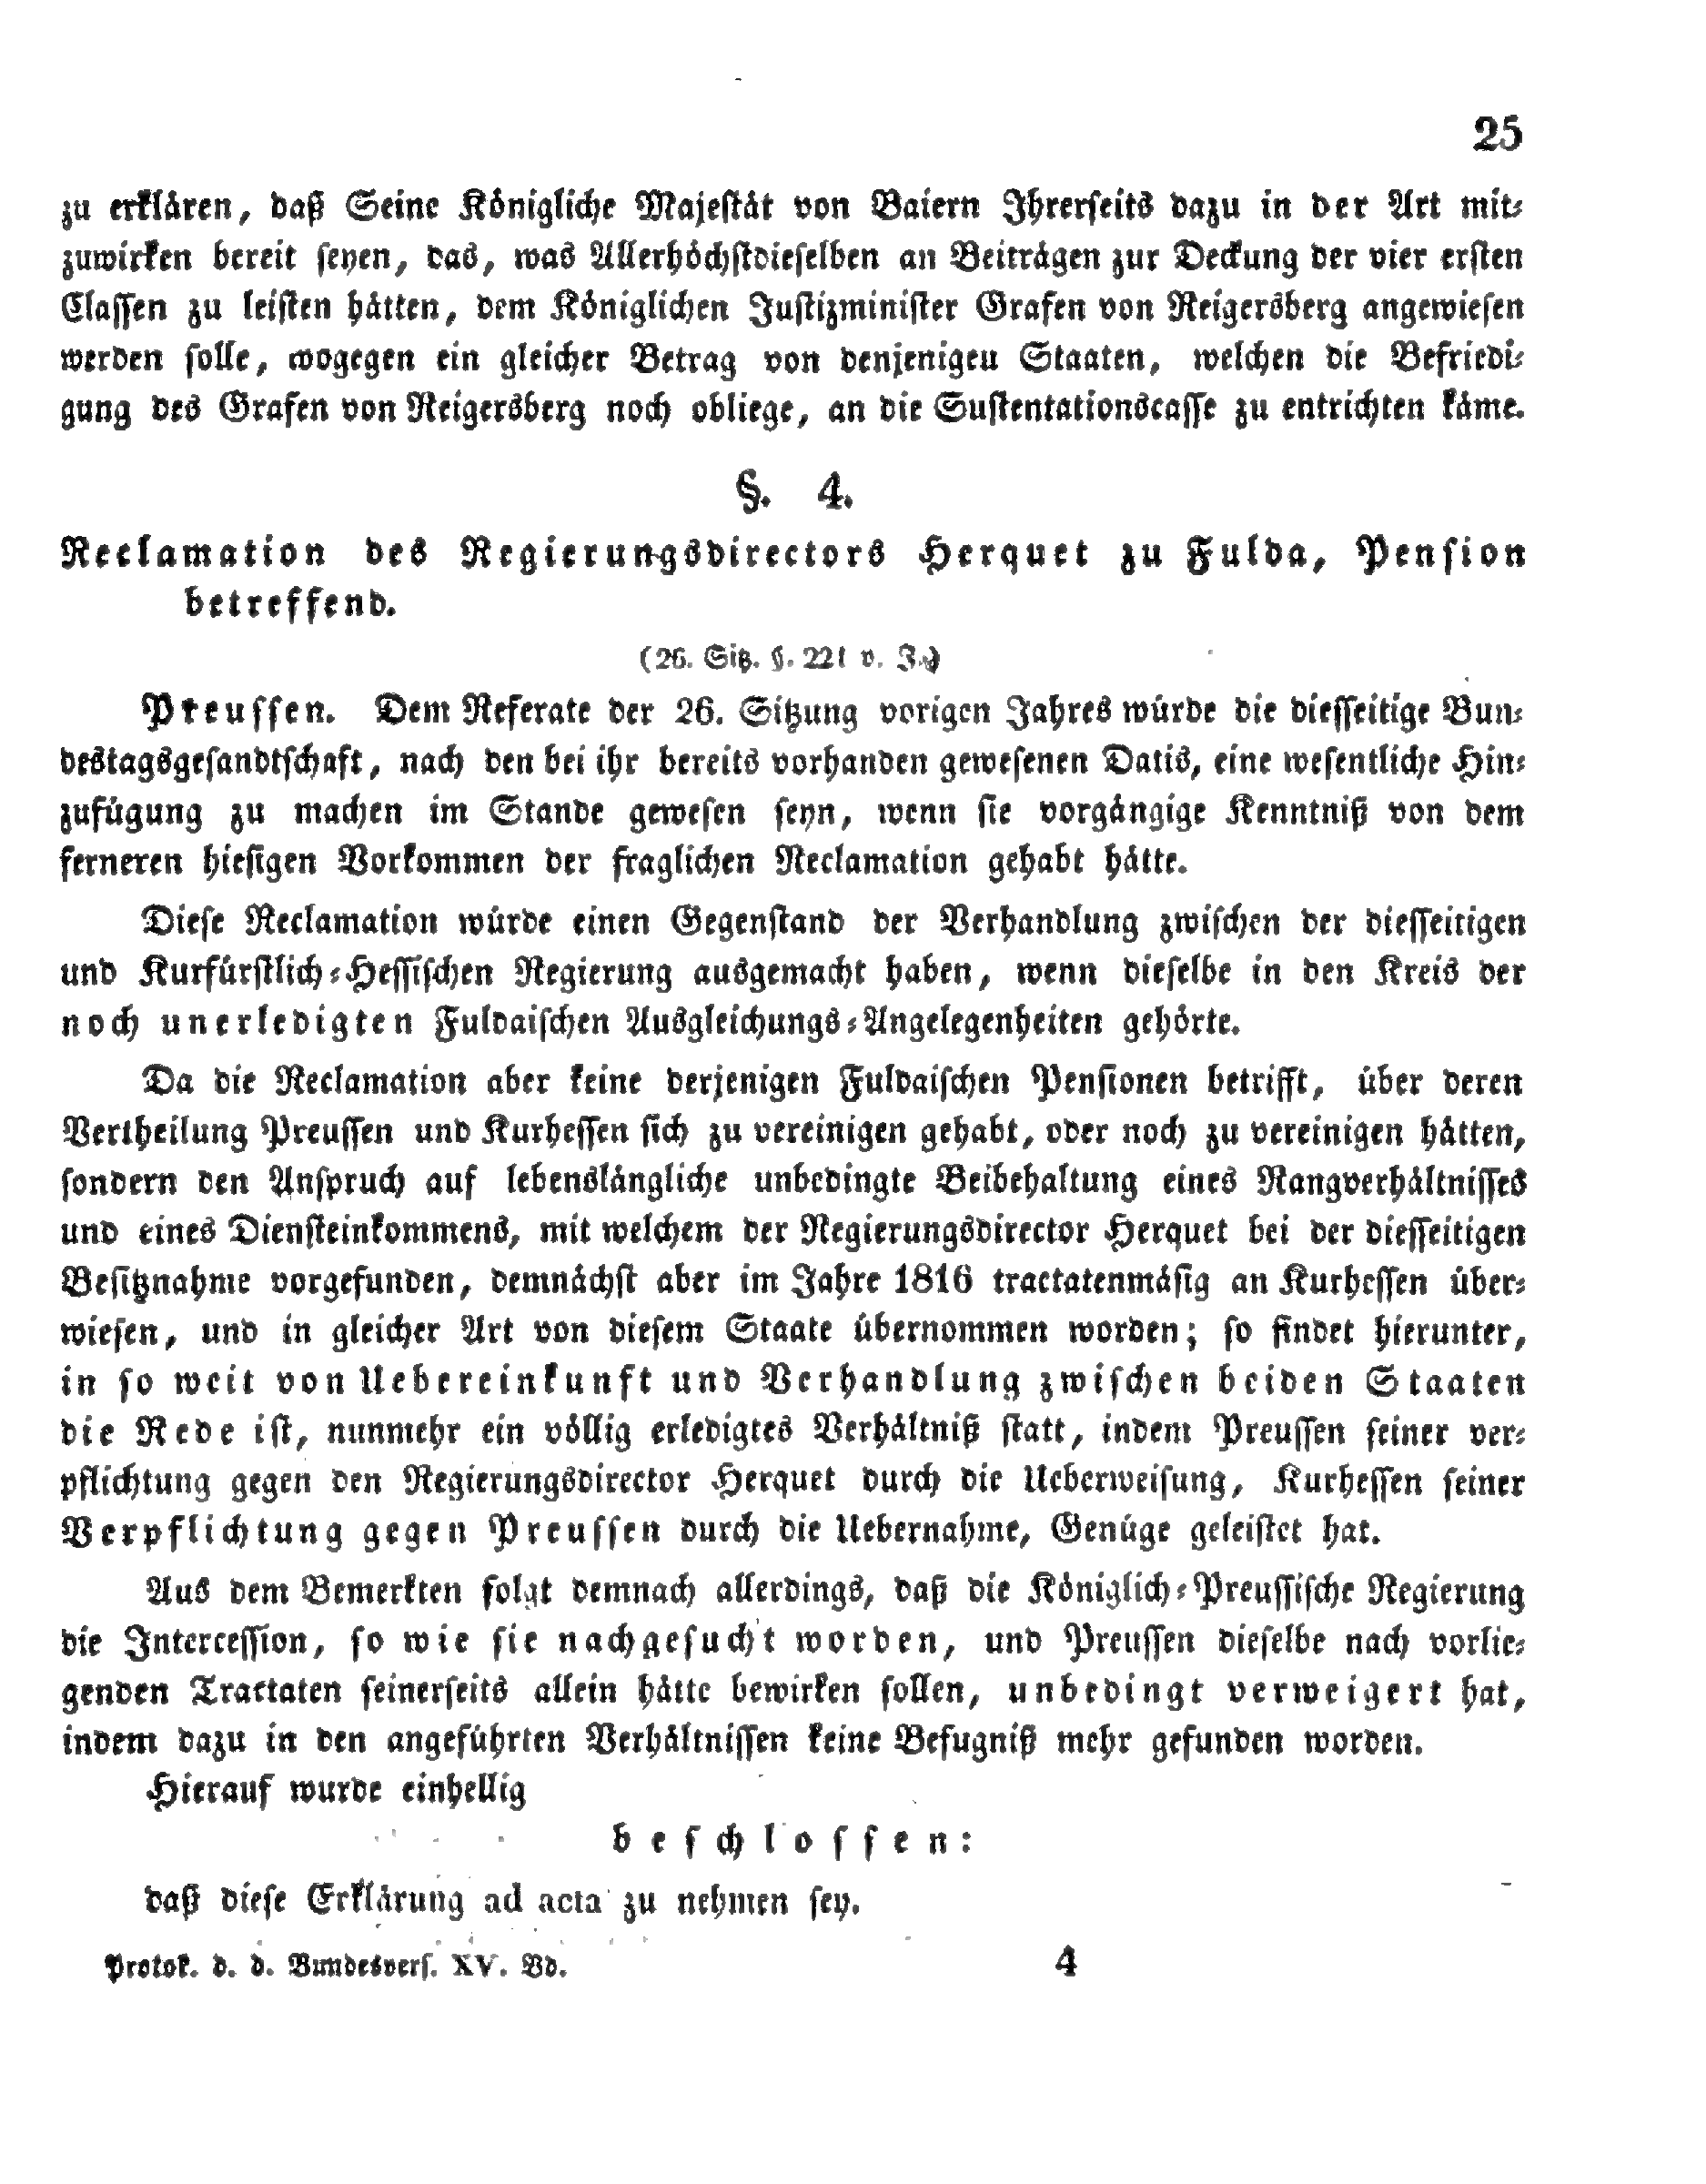 25
zu erklären, daß Seine Königliche Majestät von Baiern Ihrerseits dazu in der Art mit-
zuwirken bereit seyen, das, was Allerhöchstdieselben an Beiträgen zur Deckung der vier ersten
Classen zu leisten hätten, dem Königlichen Justizminister Grafen von Reigersberg angewiesen
werden solle, wogegen ein gleicher Betrag von denjenigen Staaten, welchen die Befriedi-
gung des Grafen von Reigersberg noch obliege, an die Sustentationscasse zu entrichten käme.
§. 4.
Reclamation des Regierungsdirectors Herquet zu Fulda, Pension
betreffend.
(26. Sitz. §. 221 v. J.)
Preussen. Dem Referate der 26. Sitzung vorigen Jahres würde die diesseitige Bun-
destagsgesandtschaft, nach den bei ihr bereits vorhanden gewesenen Datis, eine wesentliche Hin-
zufügung zu machen im Stande gewesen seyn, wenn sie vorgängige Kenntniß von dem
ferneren hiesigen Vorkommen der fraglichen Reclamation gehabt hätte.
Diese Reclamation würde einen Gegenstand der Verhandlung zwischen der diesseitigen
und Kurfürstlich-Hessischen Regierung ausgemacht haben, wenn dieselbe in den Kreis der
noch unerledigten Fuldaischen Ausgleichungs-Angelegenheiten gehörte.
Da die Reclamation aber keine derjenigen Fuldaischen Pensionen betrifft, über deren
Vertheilung Preussen und Kurhessen sich zu vereinigen gehabt, oder noch zu vereinigen hätten,
sondern den Anspruch auf lebenslängliche unbedingte Beibehaltung eines Rangverhältnisses
und eines Diensteinkommens, mit welchem der Regierungsdirector Herquet bei der diesseitigen
Besitznahme vorgefunden, demnächst aber im Jahre 1816 tractatenmäsig an Kurhessen über-
wiesen, und in gleicher Art von diesem Staate übernommen worden; so findet hierunter,
in so weit von Uebereinkunft und Verhandlung zwischen beiden Staaten
die Rede ist, nunmehr ein völlig erledigtes Verhältniß statt, indem Preussen seiner ver-
pflichtung gegen den Regierungsdirector Herquet durch die Ueberweisung, Kurhessen seiner
Verpflichtung gegen Preussen durch die Uebernahme, Genüge geleistet hat.
Aus dem Bemerkten folgt demnach allerdings, daß die Königlich-Preussische Regierung
die Intercession, so wie sie nachgesucht worden, und Preussen dieselbe nach vorlie-
genden Tractaten seinerseits allein hätte bewirken sollen, unbedingt verweigert hat,
indem dazu in den angeführten Verhältnissen keine Befugniß mehr gefunden worden.
Hierauf wurde einhellig
beschlossen:
daß diese Erklärung ad acta zu nehmen sey.
Protok. d. d. Bundesvers. XV. Bd. 4